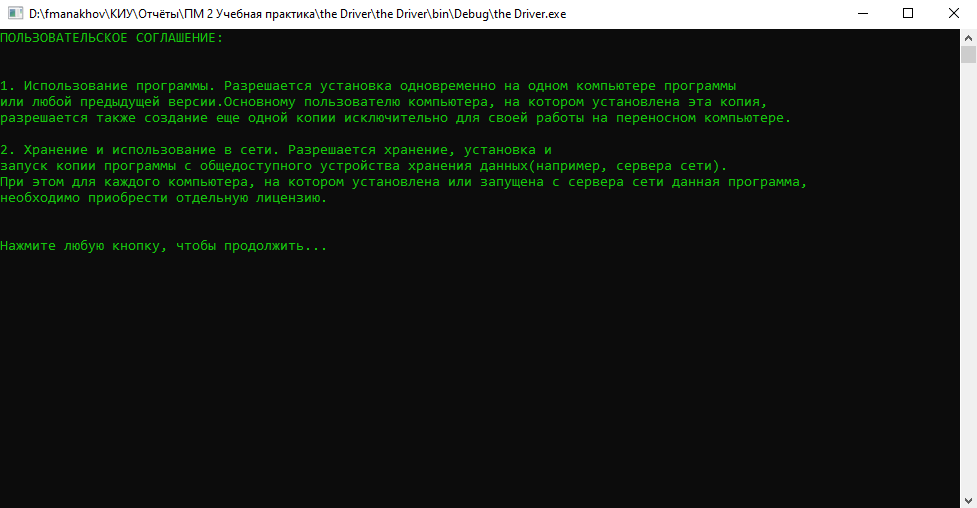 D:\fmanakhov\КИУ\Отчёты\ПМ 2 Учебная практика\the Driver\the Driver\bin\Debug\the Driver.exe
ПОЛЬЗОВАТЕЛЬСКОЕ СОГЛАШЕНИЕ:
1. Использование программы. Разрешается установка одновременно на одном компьютере программы
или любой предыдущей версии.Основному пользователю компьютера, на котором установлена эта копия,
разрешается также создание еще одной копии исключительно для своей работы на переносном компьютере.
2. Хранение и использование в сети. Разрешается хранение, установка и
запуск копии программы с общедоступного устройства хранения данных(например, сервера сети).
При этом для каждого компьютера, на котором установлена или запущена с сервера сети данная программа,
необходимо приобрести отдельную лицензию.
Нажмите любую кнопку, чтобы продолжить...